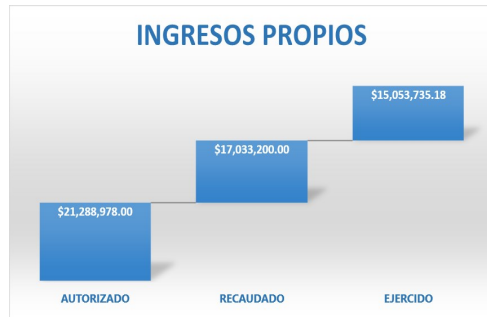 INGRESOS PROPIOS
$15,053,735.18
$17,033,200.00
$21,288,978.00
AUTORIZADO RECAUDADO EJERCIDO